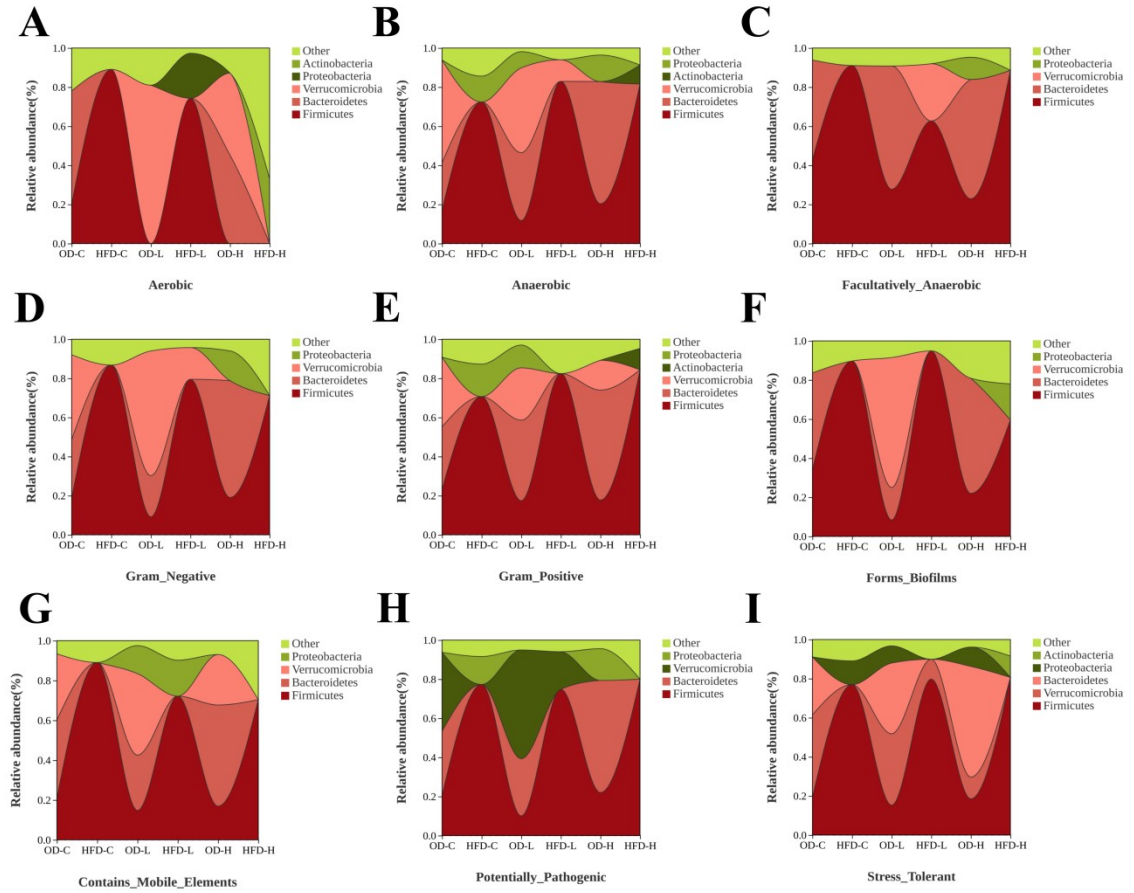 A
Relative abundance(%)
1.0
0.8
0.6
0.4
0.2
0.0
OD-C HFD-C OD-L HFD-L OD-H HFD-H
Aerobic
Other
Actinobacteria
Proteobacteria
Verrucomicrobia
Bacteroidetes
Firmicutes
B
Relative abundance(%)
1.0
0.8
0.6
0.4
0.2
0.0
OD-C HFD-C OD-L HFD-L OD-H HFD-H
Anaerobic
Other
Proteobacteria
Actinobacteria
Verrucomicrobia
Bacteroidetes
Firmicutes
C
Relative abundance(%)
1.0
0.8
0.6
0.4
0.2
0.0
OD-C HFD-C OD-L HFD-L OD-H HFD-H
Facultatively_Anaerobic
Other
Proteobacteria
Verrucomicrobia
Bacteroidetes
Firmicutes
D
Relative abundance(%)
1.0
0.8
0.6
0.4
0.2
0.0
OD-C HFD-C OD-L HFD-L OD-H HFD-H
Gram_Negative
Other
Proteobacteria
Verrucomicrobia
Bacteroidetes
Firmicutes
E
Relative abundance(%)
1.0
0.8
0.6
0.4
0.2
0.0
OD-C HFD-C OD-L HFD-L OD-H HFD-H
Gram_Positive
Other
Proteobacteria
Actinobacteria
Verrucomicrobia
Bacteroidetes
Firmicutes
F
Relative abundance(%)
1.0
0.8
0.6
0.4
0.2
0.0
OD-C HFD-C OD-L HFD-L OD-H HFD-H
Forms_Biofilms
Other
Proteobacteria
Verrucomicrobia
Bacteroidetes
Firmicutes
G
Relative abundance(%)
1.0
0.8
0.6
0.4
0.2
0.0
OD-C HFD-C OD-L HFD-L OD-H HFD-H
Contains_Mobile_Elements
Other
Proteobacteria
Verrucomicrobia
Bacteroidetes
Firmicutes
H
Relative abundance(%)
1.0
0.8
0.6
0.4
0.2
0.0
OD-C HFD-C OD-L HFD-L OD-H HFD-H
Potentially_Pathogenic
Other
Proteobacteria
Verrucomicrobia
Bacteroidetes
Firmicutes
I
Relative abundance(%)
1.0
0.8
0.6
0.4
0.2
0.0
OD-C HFD-C OD-L HFD-L OD-H HFD-H
Stress_Tolerant
Other
Actinobacteria
Proteobacteria
Bacteroidetes
Verrucomicrobia
Firmicutes